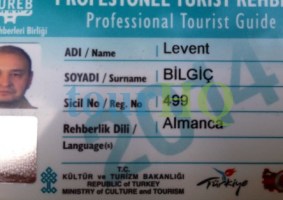 UREB
PROFESYONEL TURİST REHBE
Professional Tourist Guide
Rehberleri Birliği
ADI / Name Levent
SOYADI / Surname BİLGİÇ
Sicil No / Reg. No 499
Rehberlik Dili / Almanca
Language(s)
T.C.
KÜLTÜR VE TURİZM BAKANLIĞI
REPUBLIC OF TURKEY
MINISTRY OF CULTURE AND TOURISM
Türkiye